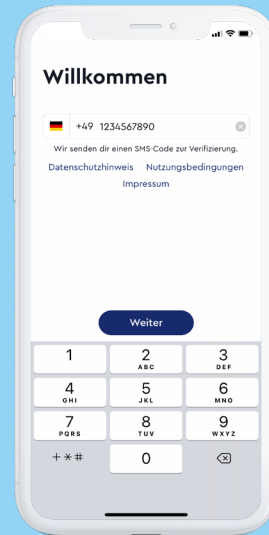 Willkommen
+49 1234567890
Wir senden dir einen SMS-Code zur Verifizierung.
Datenschutzhinweis Nutzungsbedingungen
Impressum
Weiter
1 2 3
ABC DEF
4 5 6
GHI JKL MNO
7 8 9
PQRS TUV WXYZ
+*# 0